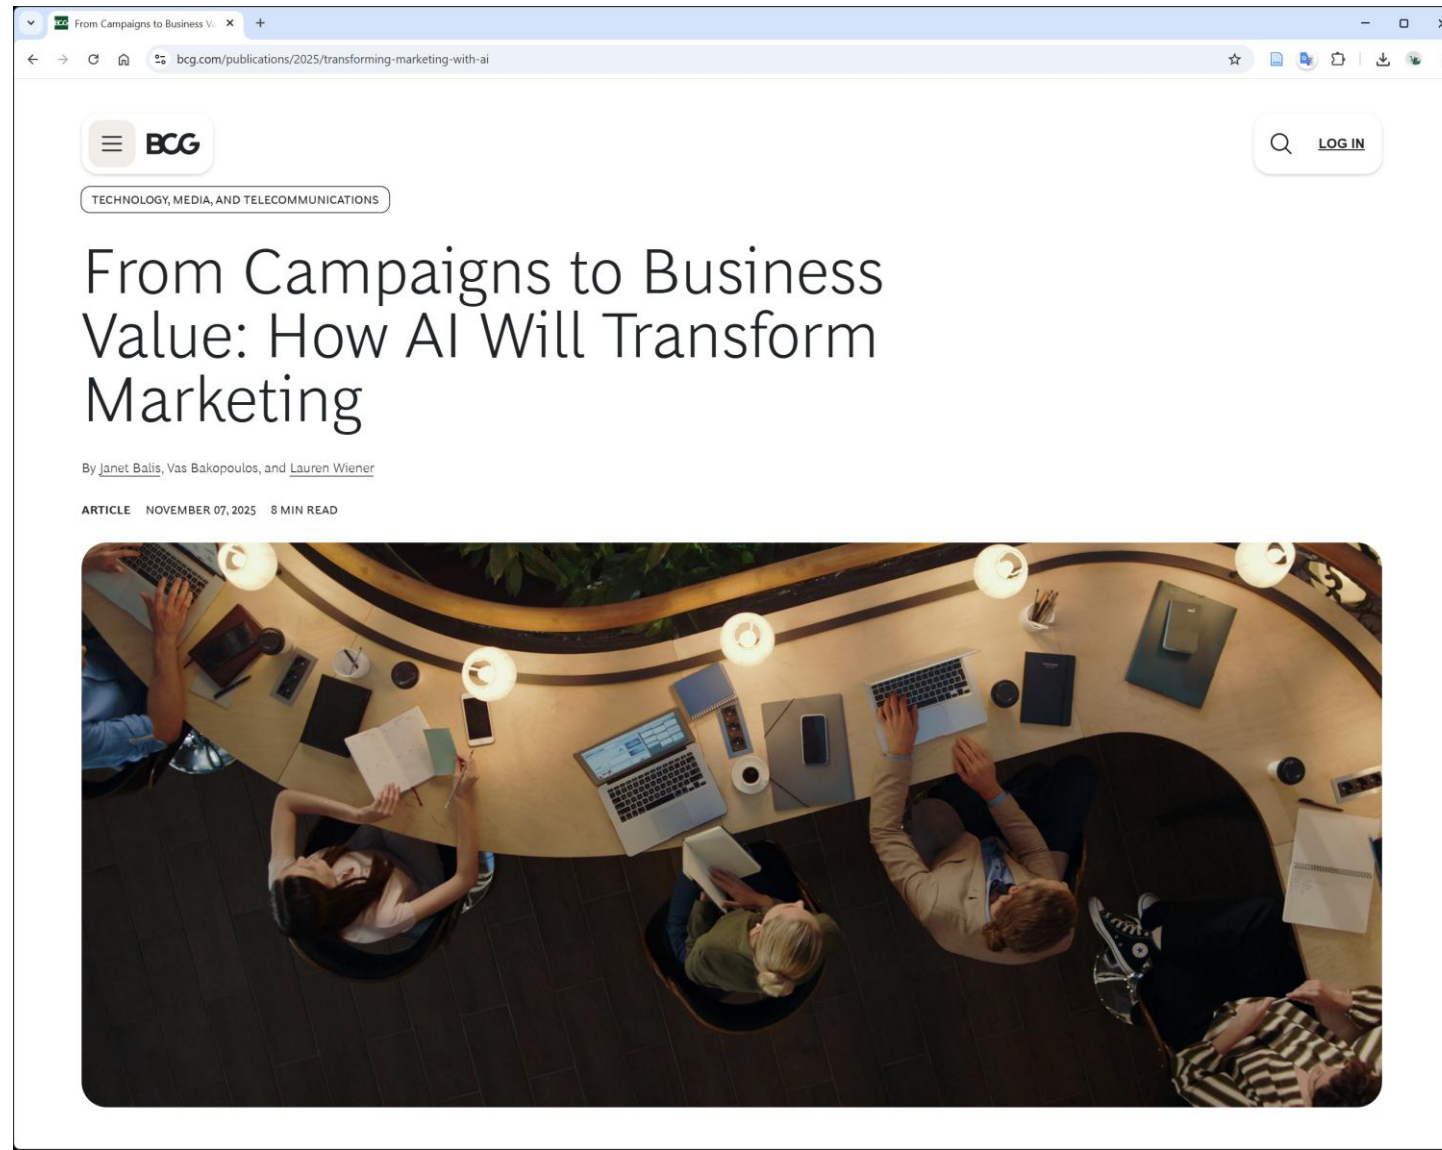 From Campaigns to Business Va
bcg.com/publications/2025/transforming-marketing-with-ai
BCG
LOG IN
TECHNOLOGY, MEDIA, AND TELECOMMUNICATIONS
From Campaigns to Business
Value: How AI Will Transform
Marketing
By Janet Balis, Vas Bakopoulos, and Lauren Wiener
ARTICLE NOVEMBER 07, 2025 8 MIN READ